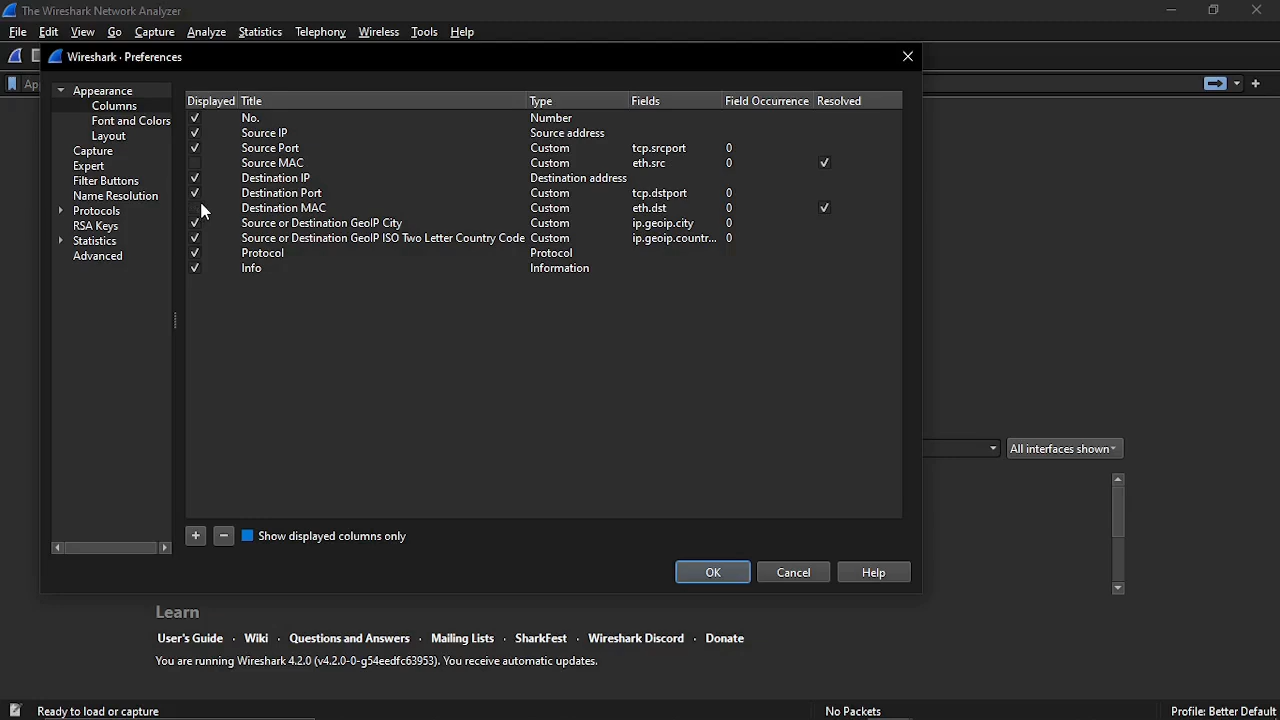 The Wireshark Network Analyzer
File Edit View Go Capture Analyze Statistics Telephony Wireless Tools Help
Wireshark · Preferences
Ap
Appearance
Columns
Font and Colors
Layout
Capture
Expert
Filter Buttons
Name Resolution
Protocols
RSA Keys
Statistics
Advanced
Displayed Title Type Fields Field Occurrence Resolved
No. Number
Source IP Source address
Source Port Custom tcp.srcport 0
Source MAC Custom eth.src 0
Destination IP Destination address
Destination Port Custom tcp.dstport 0
Destination MAC Custom eth.dst 0
Source or Destination GeoIP City Custom ip.geoip.city 0
Source or Destination GeoIP ISO Two Letter Country Code Custom ip.geoip.countr... 0
Protocol Protocol
Info Information
All interfaces shown
+ − Show displayed columns only
OK Cancel Help
Learn
User's Guide · Wiki · Questions and Answers · Mailing Lists · SharkFest · Wireshark Discord · Donate
You are running Wireshark 4.2.0 (v4.2.0-0-g54eedfc63953). You receive automatic updates.
Ready to load or capture No Packets Profile: Better Default